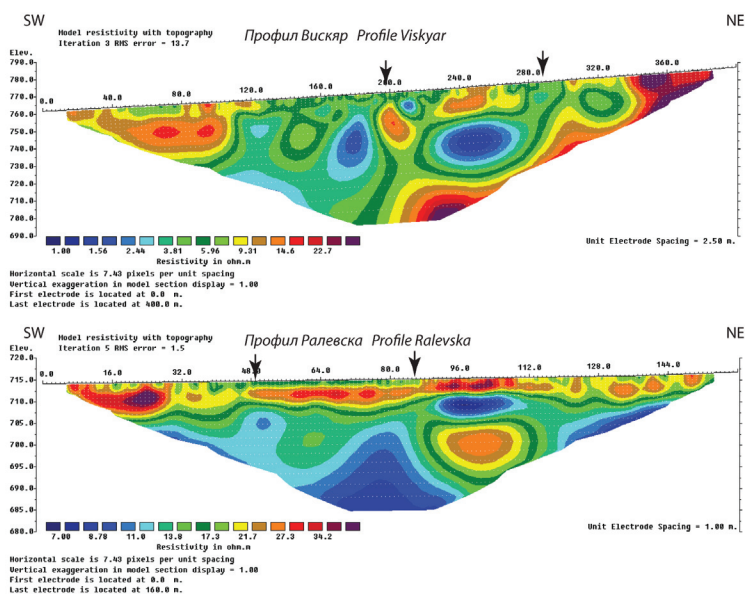 SW
NE
Model resistivity with topography
Iteration 3 RMS error = 13.7
Профил Вискяр Profile Viskyar
Elev.
790.0
780.0
770.0
760.0
750.0
740.0
730.0
720.0
710.0
700.0
690.0
0.0 40.0 80.0 120.0 160.0 200.0 240.0 280.0 320.0 360.0
1.00 1.56 2.44 3.81 5.96 9.31 14.6 22.7
Resistivity in ohm.m
Unit Electrode Spacing = 2.50 m.
Horizontal scale is 7.43 pixels per unit spacing
Vertical exaggeration in model section display = 1.00
First electrode is located at 0.0 m.
Last electrode is located at 400.0 m.
SW
NE
Model resistivity with topography
Iteration 5 RMS error = 1.5
Профил Ралевска Profile Ralevska
Elev.
720.0
715.0
710.0
705.0
700.0
695.0
690.0
685.0
680.0
0.0 16.0 32.0 48.0 64.0 80.0 96.0 112.0 128.0 144.0
7.00 8.78 11.0 13.8 17.3 21.7 27.3 34.2
Resistivity in ohm.m
Unit Electrode Spacing = 1.00 m.
Horizontal scale is 7.43 pixels per unit spacing
Vertical exaggeration in model section display = 1.00
First electrode is located at 0.0 m.
Last electrode is located at 160.0 m.